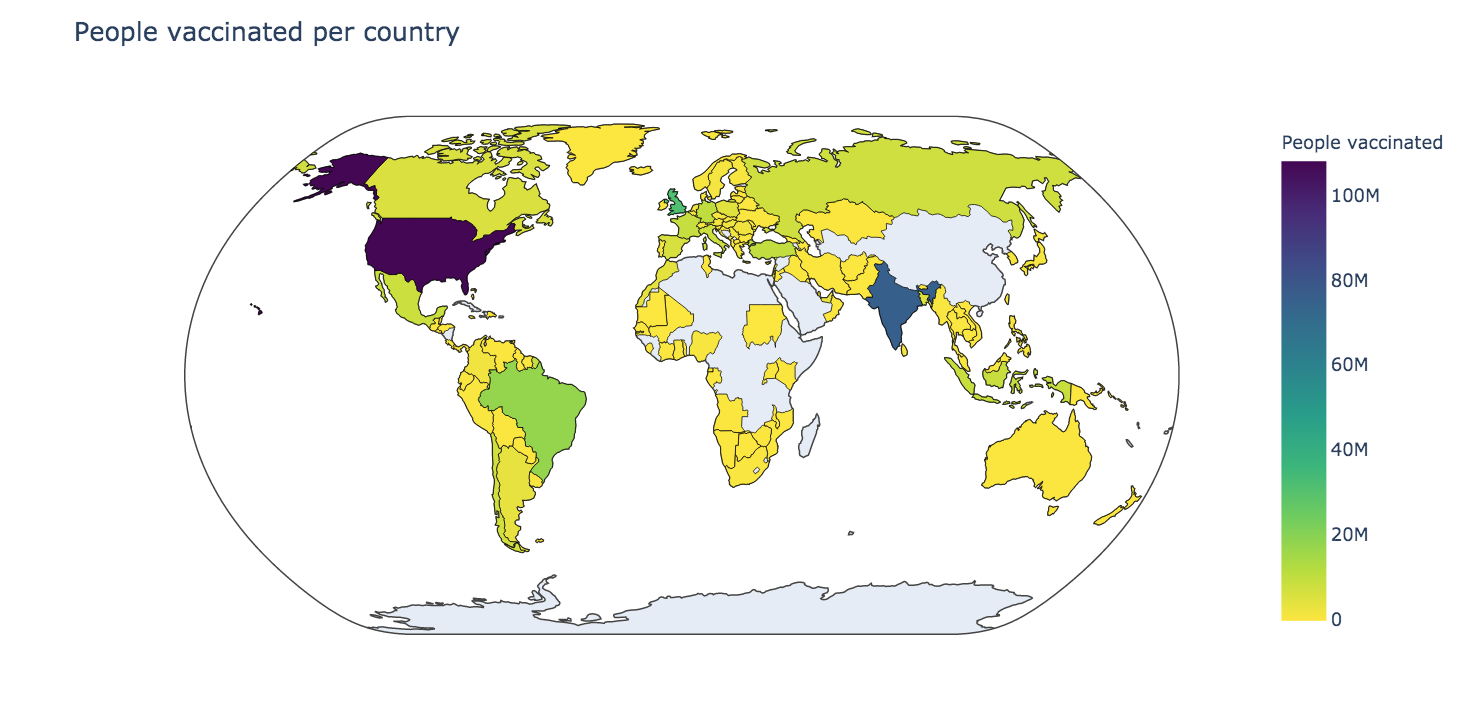 People vaccinated per country
People vaccinated
100M
80M
60M
40M
20M
0